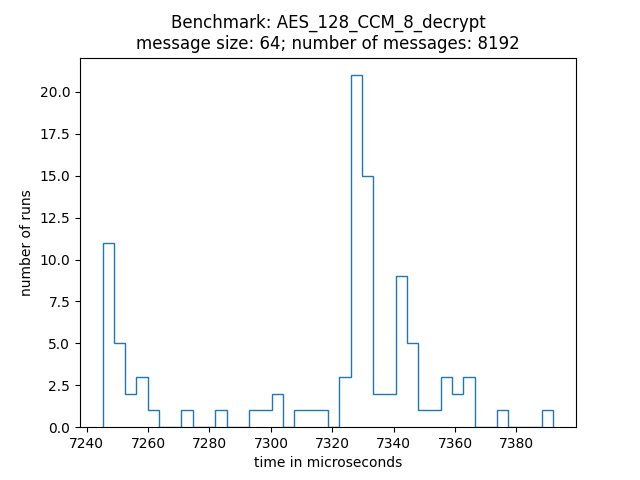 Benchmark: AES_128_CCM_8_decrypt
message size: 64; number of messages: 8192
20.0
17.5
15.0
12.5
10.0
7.5
5.0
2.5
0.0
number of runs
7240 7260 7280 7300 7320 7340 7360 7380
time in microseconds